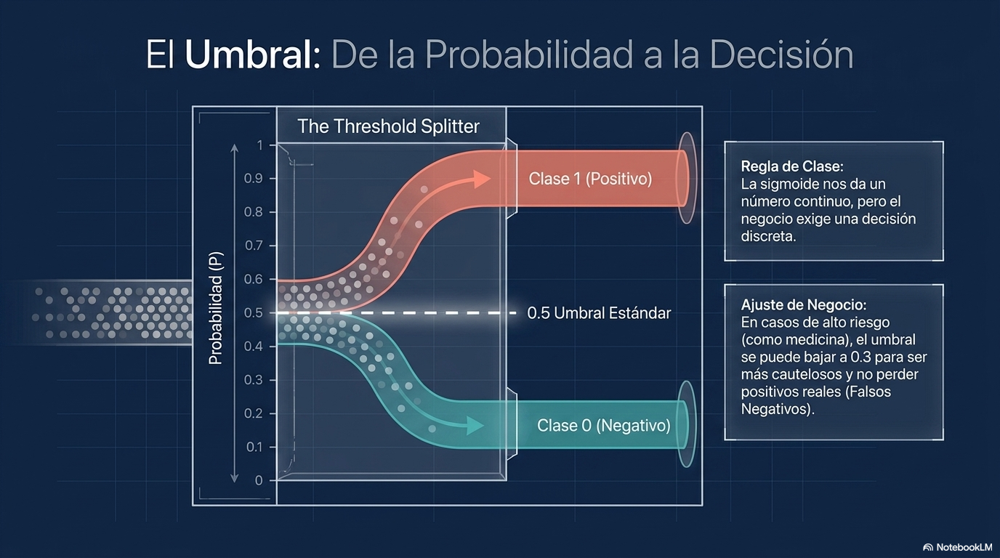 El Umbral: De la Probabilidad a la Decisión
The Threshold Splitter
Probabilidad (P)
1
0.9
0.8
0.7
0.6
0.5
0.4
0.3
0.2
0.1
0
Clase 1 (Positivo)
0.5 Umbral Estándar
Clase 0 (Negativo)
Regla de Clase:
La sigmoide nos da un
número continuo, pero el
negocio exige una decisión
discreta.
Ajuste de Negocio:
En casos de alto riesgo
(como medicina), el umbral
se puede bajar a 0.3 para ser
más cautelosos y no perder
positivos reales (Falsos
Negativos).
NotebookLM